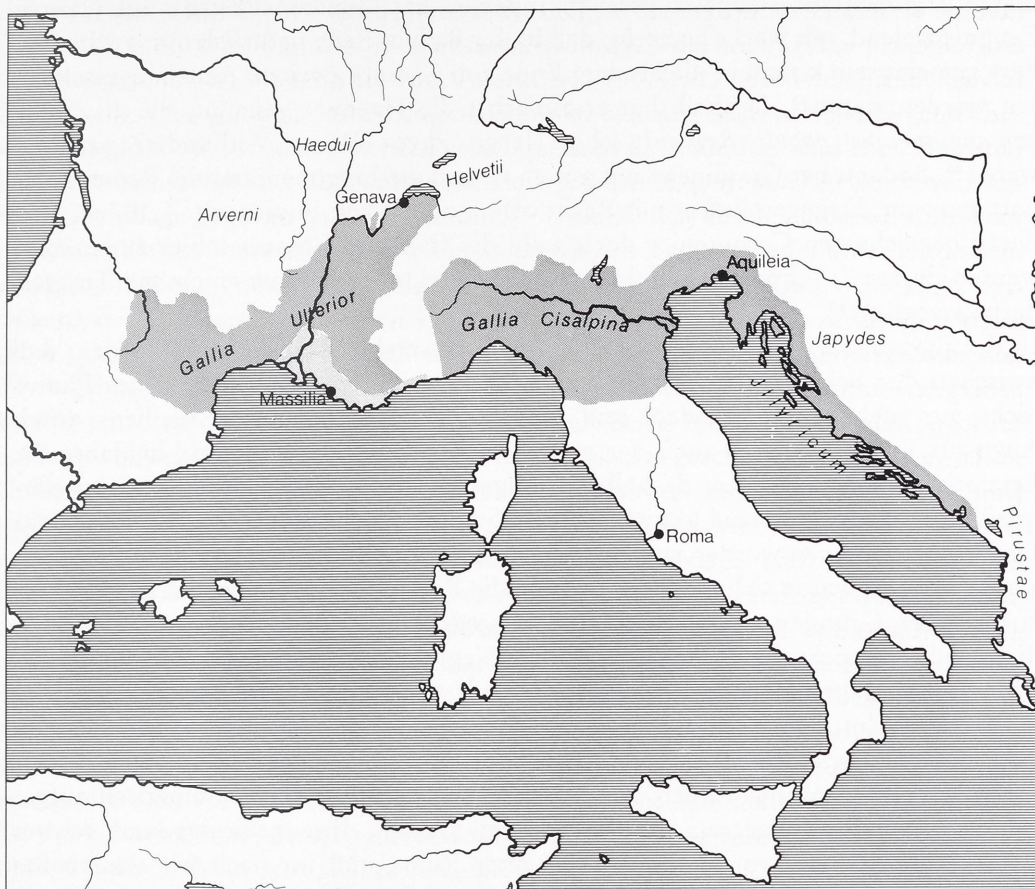 Haedui
Helvetii
Genava
Arverni
Aquileia
Ulterior
Gallia Cisalpina
Japydes
Gallia
Massilia
Illyricum
Roma
Pirustae